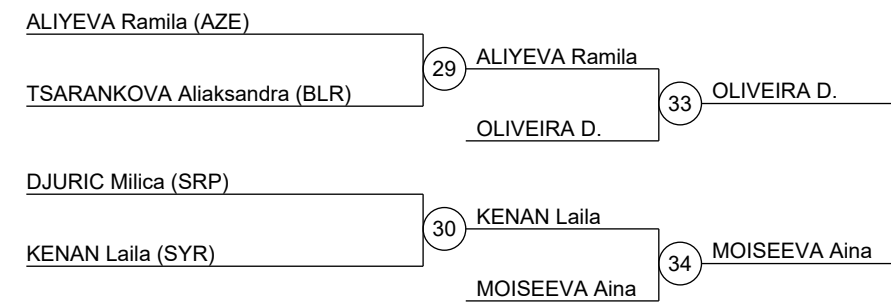 ALIYEVA Ramila (AZE)
29
ALIYEVA Ramila
TSARANKOVA Aliaksandra (BLR)
33
OLIVEIRA D.
OLIVEIRA D.
DJURIC Milica (SRP)
30
KENAN Laila
KENAN Laila (SYR)
34
MOISEEVA Aina
MOISEEVA Aina